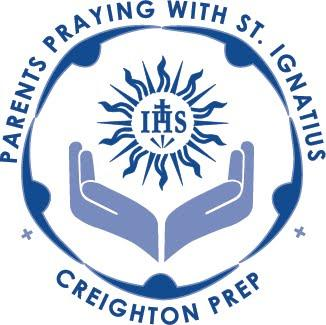 PARENTS PRAYING WITH ST. IGNATIUS
IHS
CREIGHTON PREP